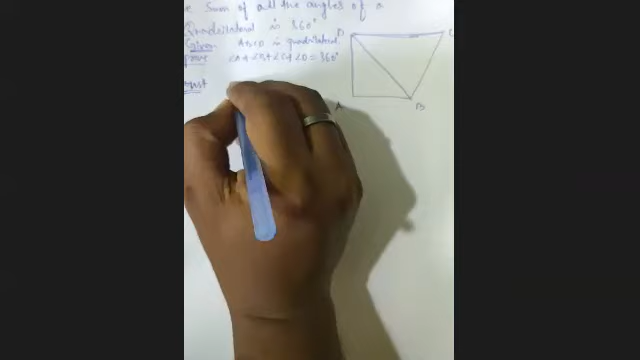 Sum of all the angles of a
Quadrilateral is 360°
Given ABCD is quadrilateral
∠A+∠B+∠C+∠D=360°
D
A
B